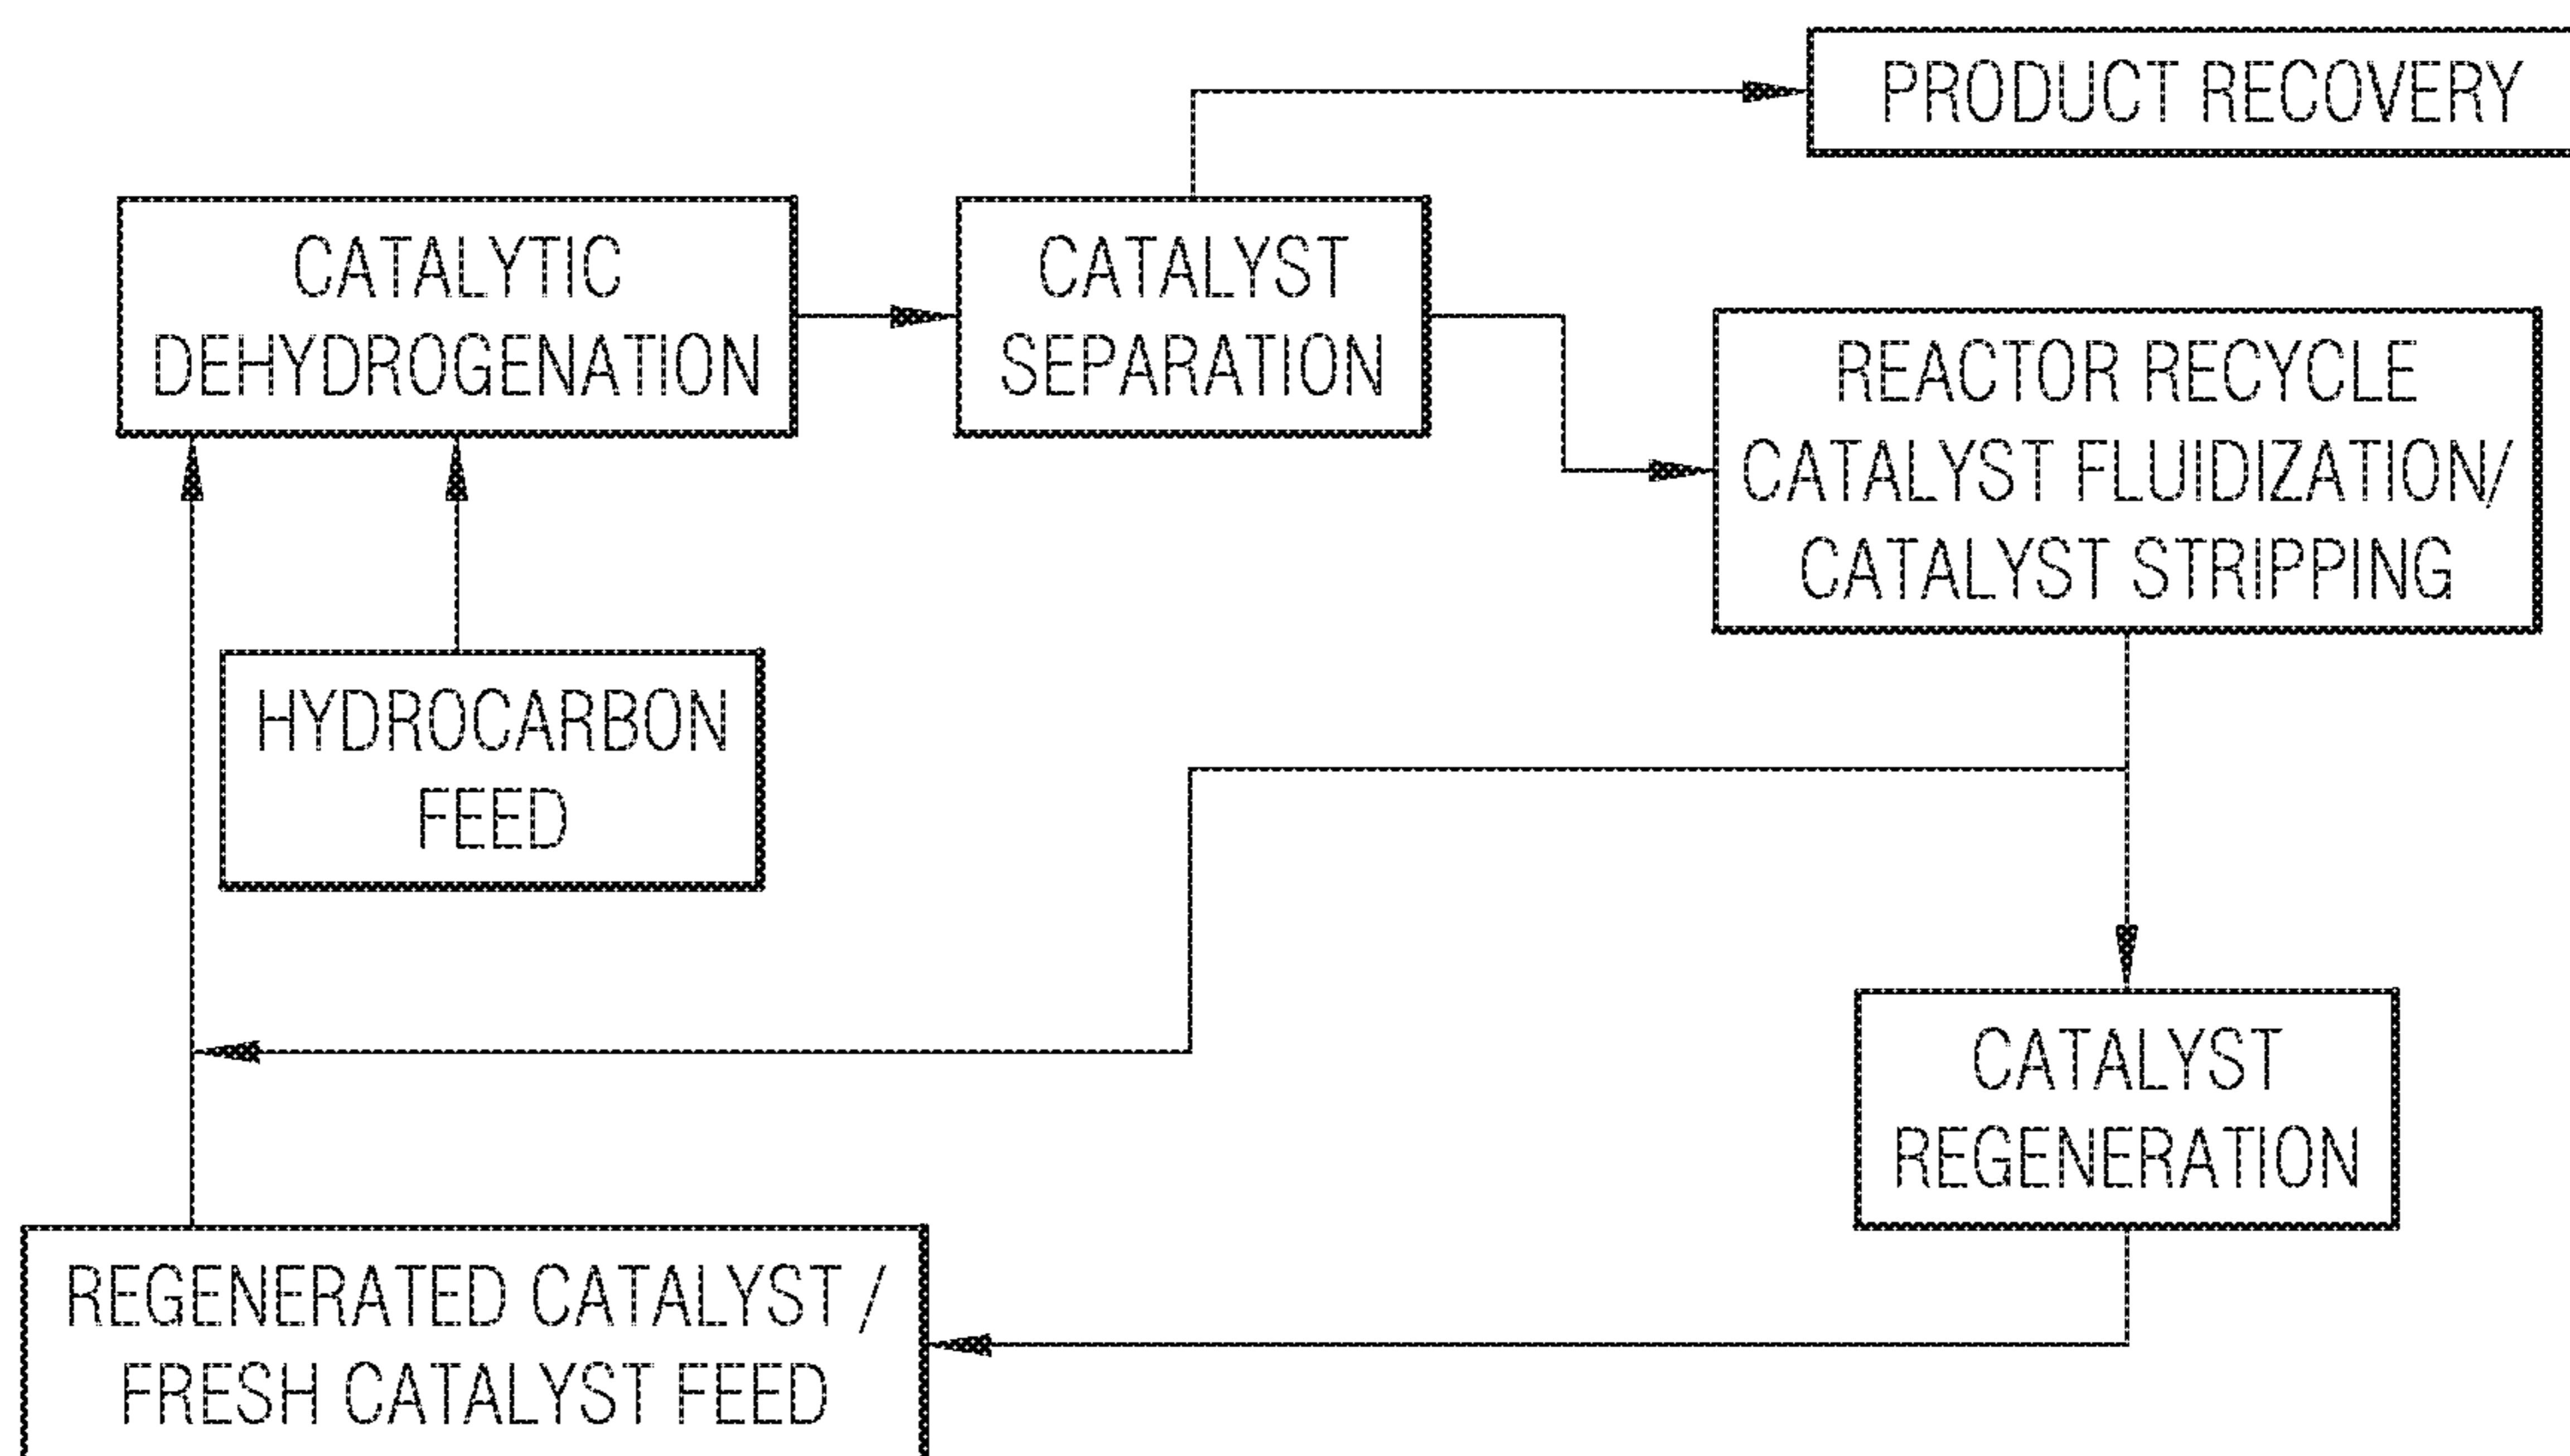 PRODUCT RECOVERY
CATALYTIC
DEHYDROGENATION
CATALYST
SEPARATION
REACTOR RECYCLE
CATALYST FLUIDIZATION/
CATALYST STRIPPING
HYDROCARBON
FEED
CATALYST
REGENERATION
REGENERATED CATALYST /
FRESH CATALYST FEED